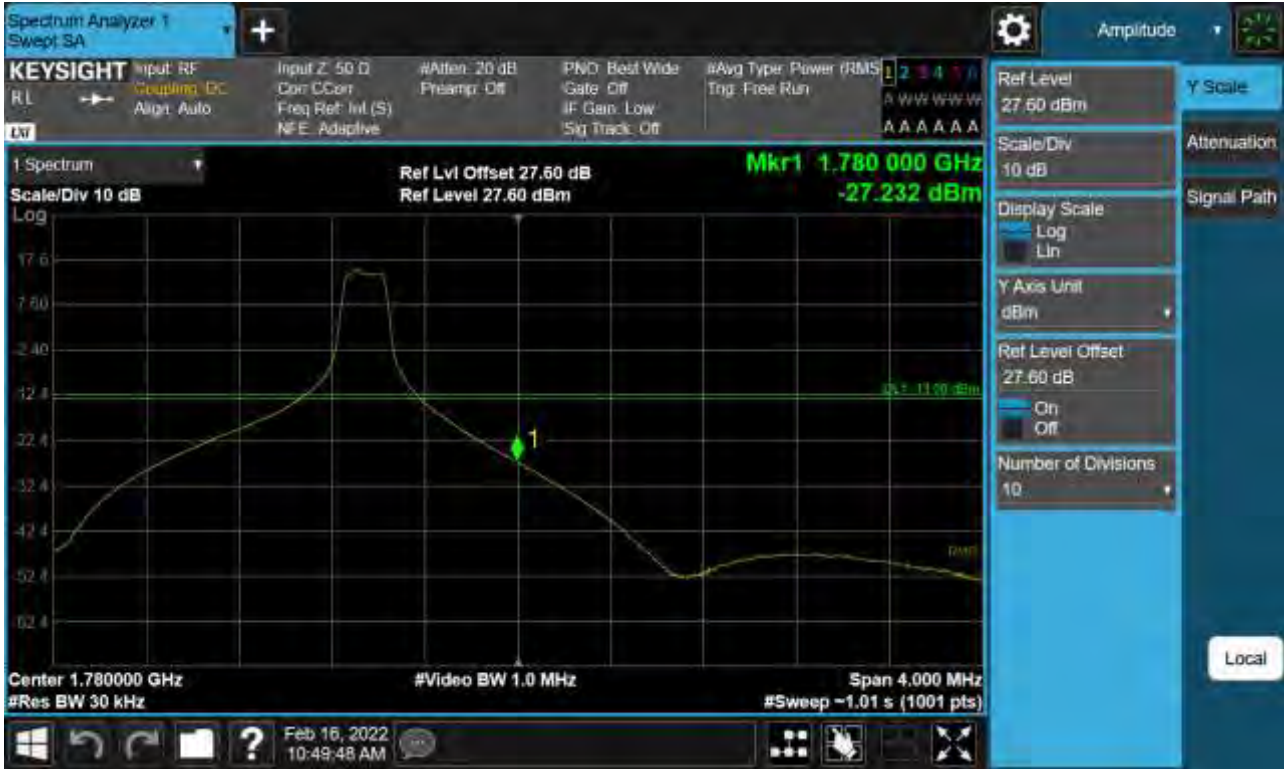 Spectrum Analyzer 1
Swept SA
Amplitude
KEYSIGHT
Input: RF
Coupling: DC
Align: Auto
RL
LXI
Input Z: 50 Ω
Corr CCorr
Freq Ref: Int (S)
NFE: Adaptive
#Atten: 20 dB
Preamp: Off
PNO: Best Wide
Gate: Off
IF Gain: Low
Sig Track: Off
#Avg Type: Power (RMS
Trig: Free Run
1 2 3 4 5 6
A W W W W W
A A A A A A
1 Spectrum
Scale/Div 10 dB
Ref Lvl Offset 27.60 dB
Ref Level 27.60 dBm
Mkr1 1.780 000 GHz
-27.232 dBm
Log
17.6
7.60
-2.40
-12.4
-22.4
-32.4
-42.4
-52.4
-62.4
DL1 -13.00 dBm
1
RMS
Center 1.780000 GHz
#Res BW 30 kHz
#Video BW 1.0 MHz
Span 4.000 MHz
#Sweep ~1.01 s (1001 pts)
Ref Level
27.60 dBm
Scale/Div
10 dB
Display Scale
Log
Lin
Y Axis Unit
dBm
Ref Level Offset
27.60 dB
On
Off
Number of Divisions
10
Y Scale
Attenuation
Signal Path
Local
?
Feb 16, 2022
10:49:48 AM